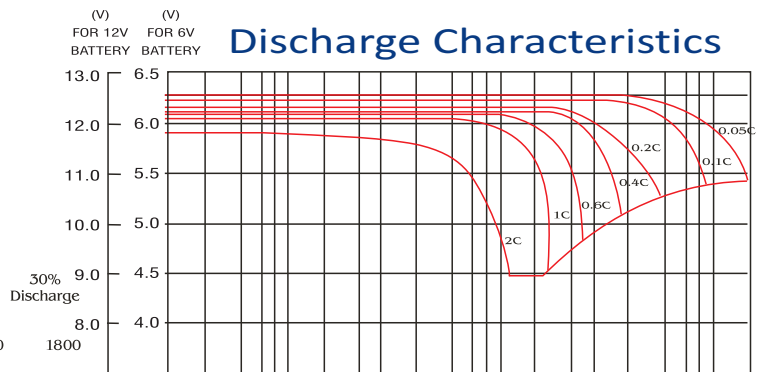 (V) (V)
FOR 12V FOR 6V
BATTERY BATTERY
Discharge Characteristics
13.0 6.5
12.0 6.0
0.05C
0.2C
0.1C
11.0 5.5
0.4C
0.6C
1C
10.0 5.0
2C
30%
Discharge
9.0 4.5
8.0 4.0
0 1800